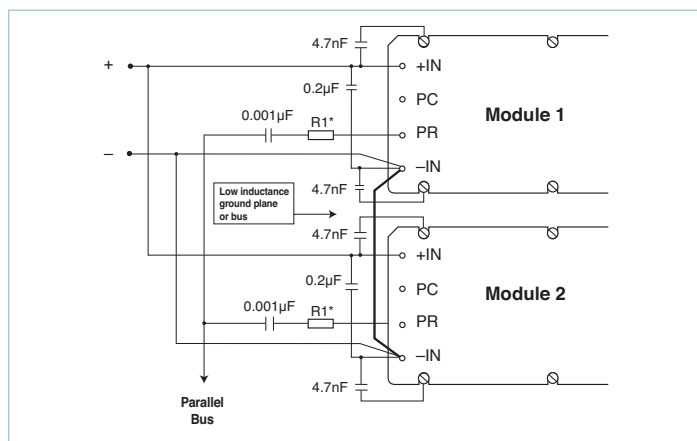 4.7nF
+
+IN
0.2µF
PC
Module 1
0.001µF
R1*
PR
–
–IN
4.7nF
Low inductance
ground plane
or bus
4.7nF
+IN
0.2µF
PC
Module 2
0.001µF
R1*
PR
–IN
4.7nF
Parallel
Bus